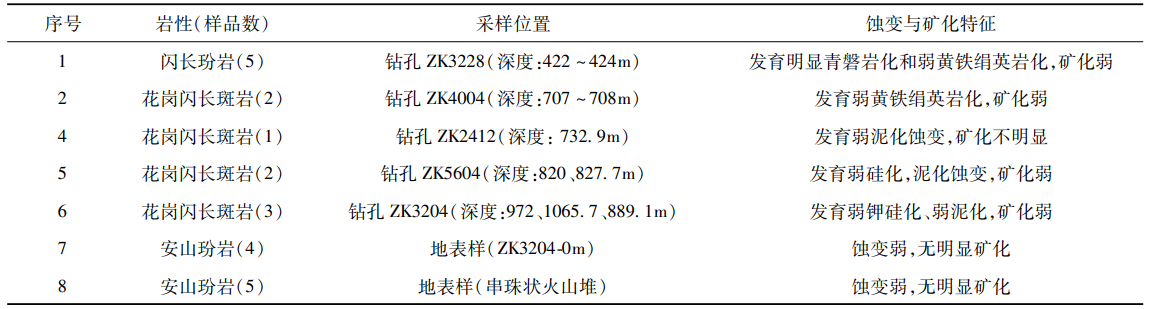 序号 岩性(样品数) 采样位置 蚀变与矿化特征
1 闪长玢岩(5) 钻孔 ZK3228(深度:422 ~ 424m) 发育明显青磐岩化和弱黄铁绢英岩化,矿化弱
2 花岗闪长斑岩(2) 钻孔 ZK4004(深度:707 ~ 708m) 发育弱黄铁绢英岩化,矿化弱
4 花岗闪长斑岩(1) 钻孔 ZK2412(深度: 732. 9m) 发育弱泥化蚀变,矿化不明显
5 花岗闪长斑岩(2) 钻孔 ZK5604(深度:820、827. 7m) 发育弱硅化,泥化蚀变,矿化弱
6 花岗闪长斑岩(3) 钻孔 ZK3204(深度:972、1065. 7、889. 1m) 发育弱钾硅化、弱泥化,矿化弱
7 安山玢岩(4) 地表样(ZK3204-0m) 蚀变弱,无明显矿化
8 安山玢岩(5) 地表样(串珠状火山堆) 蚀变弱,无明显矿化